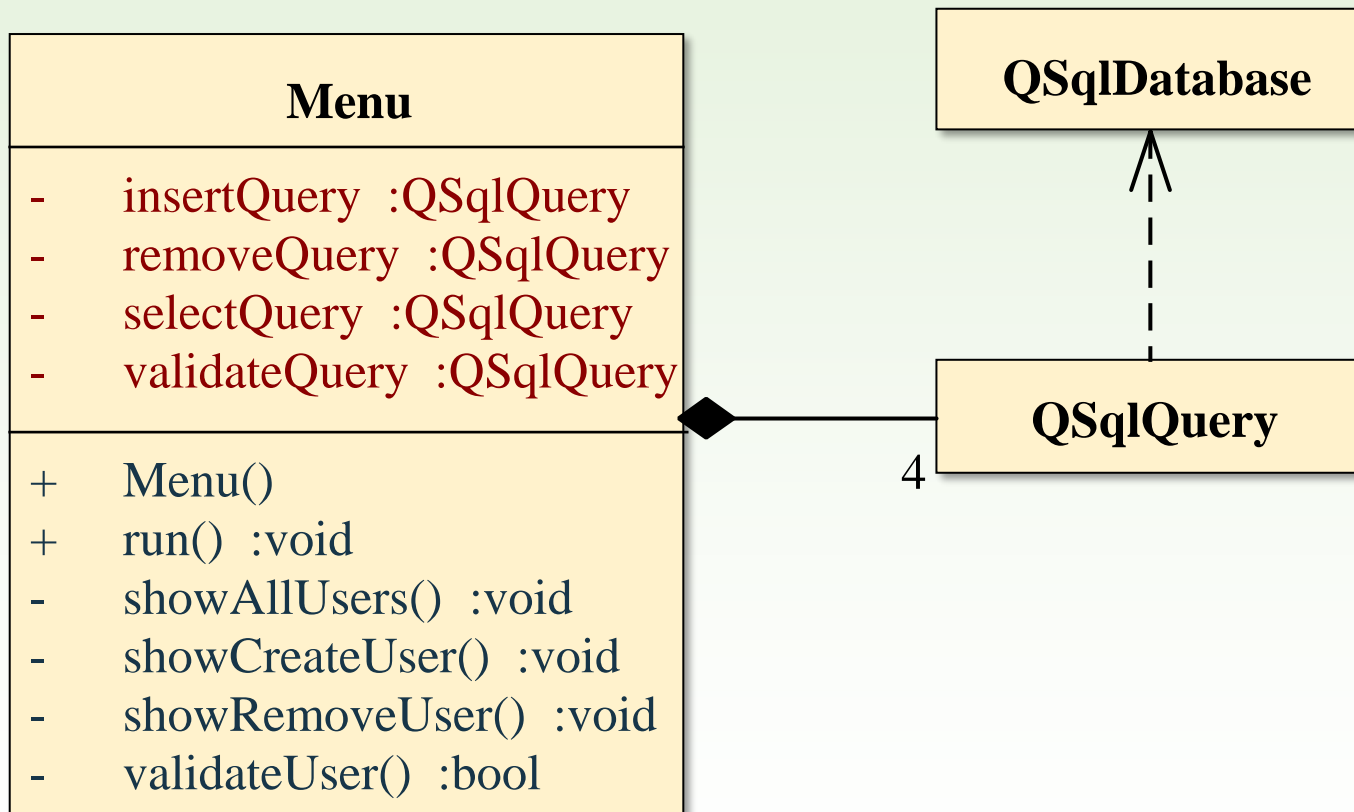 Menu
- insertQuery :QSqlQuery
- removeQuery :QSqlQuery
- selectQuery :QSqlQuery
- validateQuery :QSqlQuery
+ Menu()
+ run() :void
- showAllUsers() :void
- showCreateUser() :void
- showRemoveUser() :void
- validateUser() :bool
QSqlDatabase
QSqlQuery
4